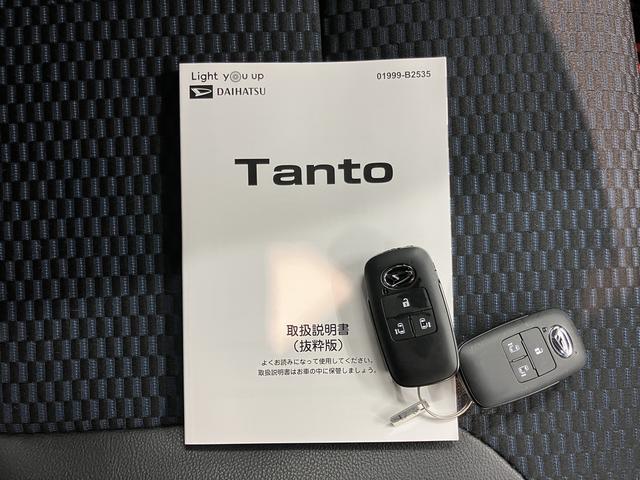 Light you up
01999-B2535
DAIHATSU
Tanto
取扱説明書
（抜粋版）
よくお読みになって使用してください。
取扱説明書はお車の中に保管しましょう。